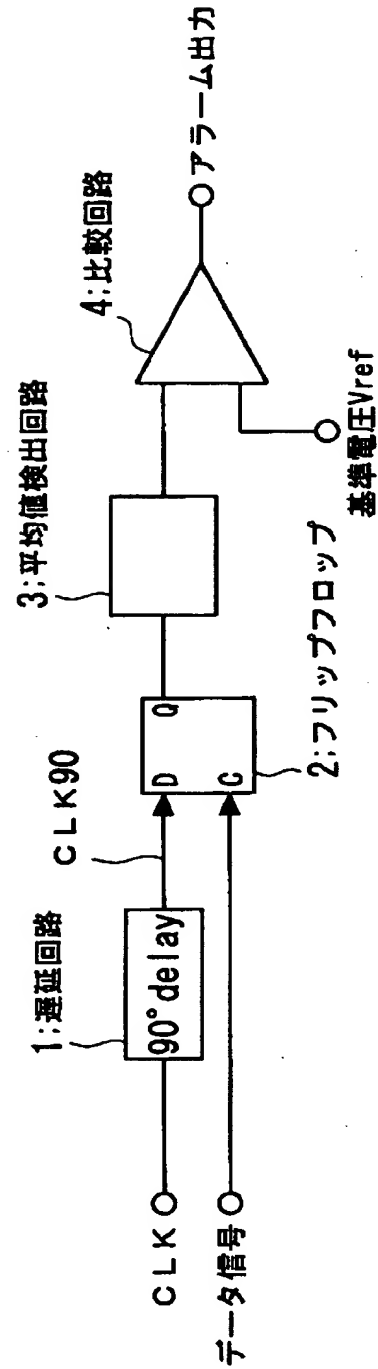 CLK
データ信号
1;遅延回路
90°delay
CLK90
D
Q
C
2;フリップフロップ
3;平均値検出回路
4;比較回路
基準電圧Vref
アラーム出力